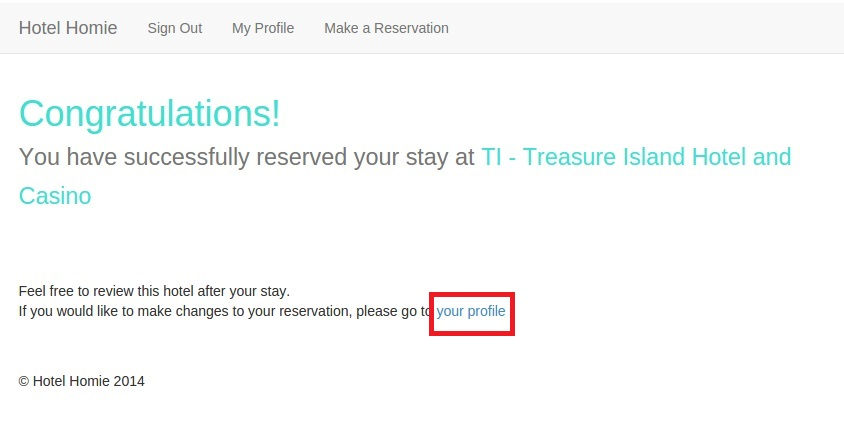 Hotel Homie Sign Out My Profile Make a Reservation
Congratulations!
You have successfully reserved your stay at TI - Treasure Island Hotel and
Casino
Feel free to review this hotel after your stay.
If you would like to make changes to your reservation, please go to your profile
© Hotel Homie 2014